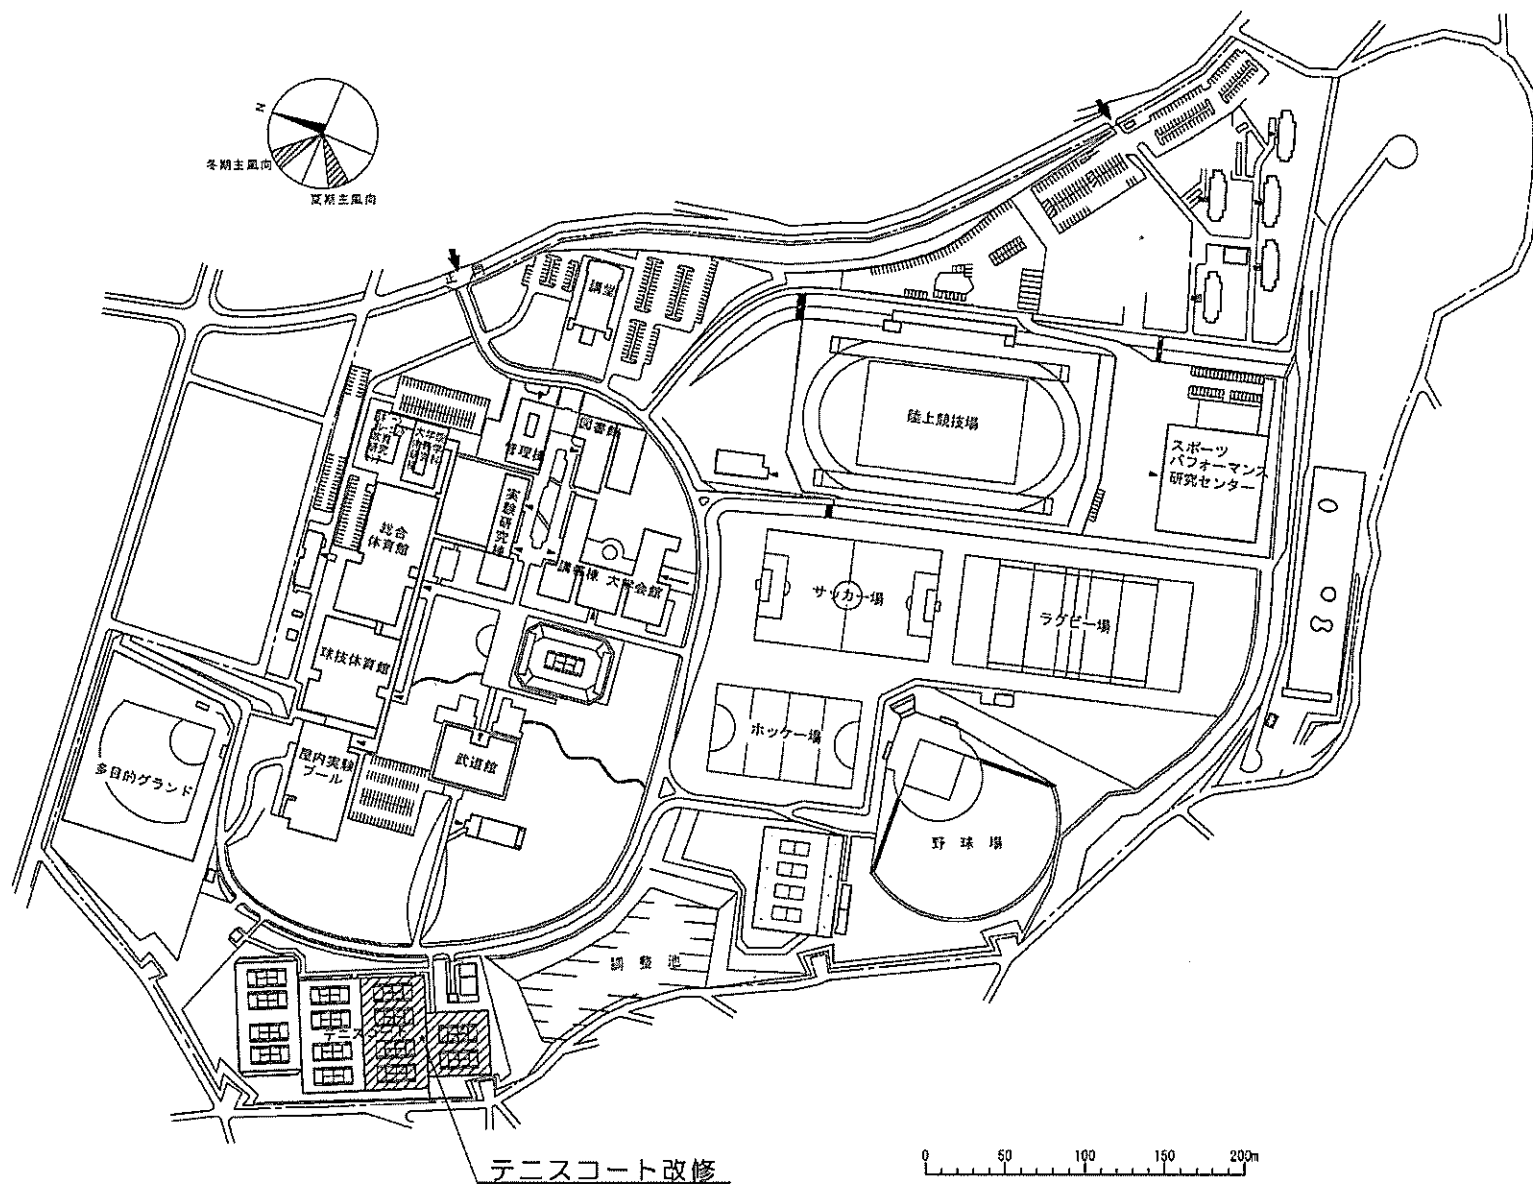 N
冬期主風向
夏期主風向
正
講堂
図書館
管理棟
実験研究棟
陸上競技場
スポーツ
パフォーマンス
研究センター
総合
体育館
講義棟
大学会館
サッカー場
ラグビー場
球技体育館
ホッケー場
武道館
屋内実験
プール
多目的グランド
野球場
調整池
テニスコート
テニスコート改修
0 50 100 150 200m